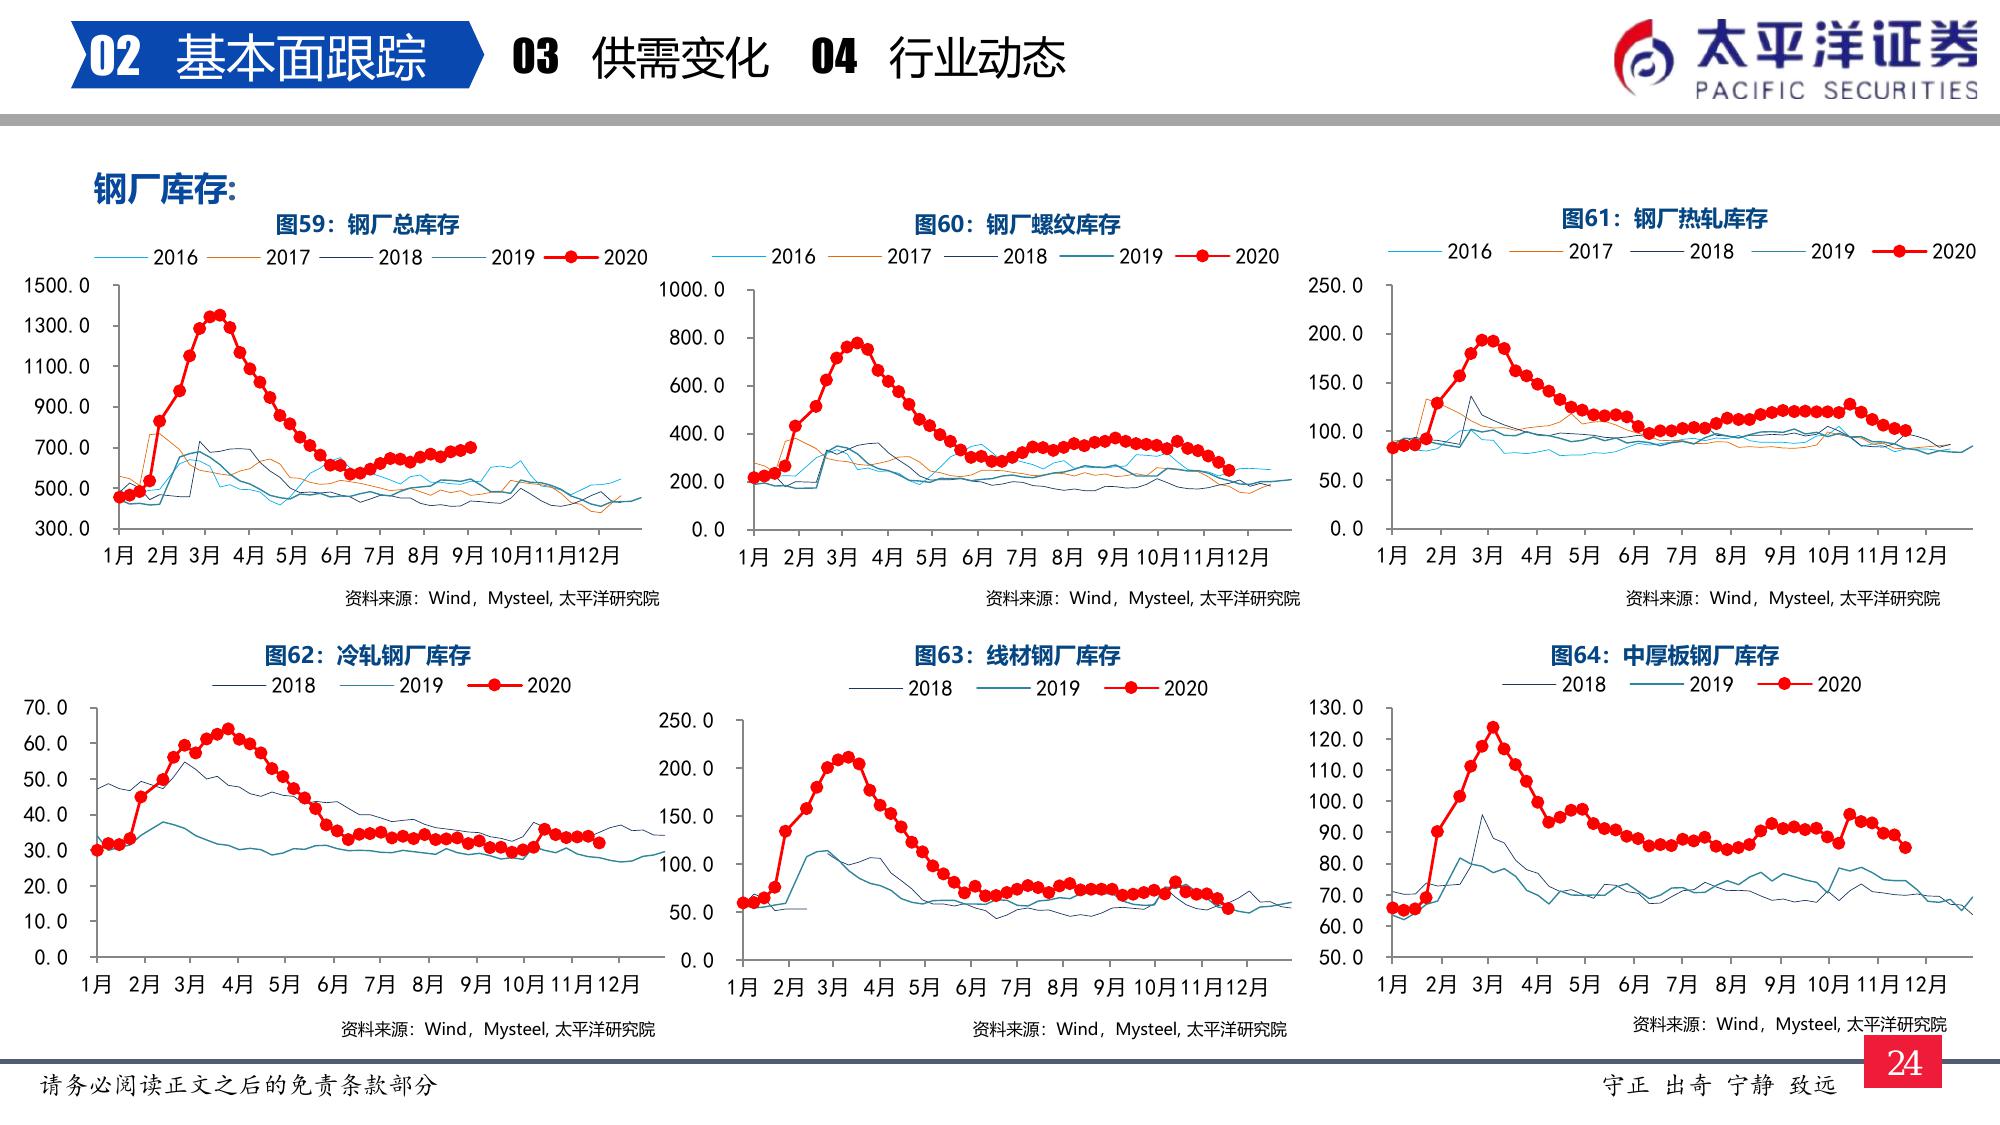 02 基本面跟踪 03 供需变化 04 行业动态
太平洋证券
PACIFIC SECURITIES
钢厂库存:
图59：钢厂总库存
2016 2017 2018 2019 2020
1500.0
1300.0
1100.0
900.0
700.0
500.0
300.0
1月 2月 3月 4月 5月 6月 7月 8月 9月 10月 11月 12月
资料来源：Wind，Mysteel, 太平洋研究院
图60：钢厂螺纹库存
2016 2017 2018 2019 2020
1000.0
800.0
600.0
400.0
200.0
0.0
1月 2月 3月 4月 5月 6月 7月 8月 9月 10月 11月 12月
资料来源：Wind，Mysteel, 太平洋研究院
图61：钢厂热轧库存
2016 2017 2018 2019 2020
250.0
200.0
150.0
100.0
50.0
0.0
1月 2月 3月 4月 5月 6月 7月 8月 9月 10月 11月 12月
资料来源：Wind，Mysteel, 太平洋研究院
图62：冷轧钢厂库存
2018 2019 2020
70.0
60.0
50.0
40.0
30.0
20.0
10.0
0.0
1月 2月 3月 4月 5月 6月 7月 8月 9月 10月 11月 12月
资料来源：Wind，Mysteel, 太平洋研究院
图63：线材钢厂库存
2018 2019 2020
250.0
200.0
150.0
100.0
50.0
0.0
1月 2月 3月 4月 5月 6月 7月 8月 9月 10月 11月 12月
资料来源：Wind，Mysteel, 太平洋研究院
图64：中厚板钢厂库存
2018 2019 2020
130.0
120.0
110.0
100.0
90.0
80.0
70.0
60.0
50.0
1月 2月 3月 4月 5月 6月 7月 8月 9月 10月 11月 12月
资料来源：Wind，Mysteel, 太平洋研究院
请务必阅读正文之后的免责条款部分
守正 出奇 宁静 致远
24